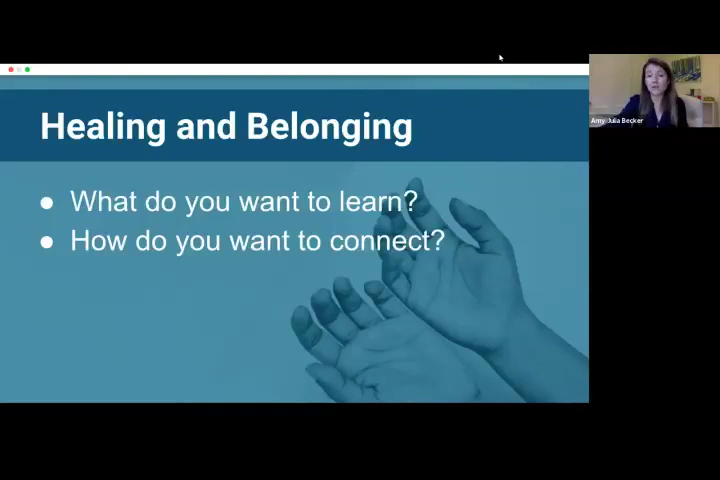 Healing and Belonging
● What do you want to learn?
● How do you want to connect?
Amy Julia Becker